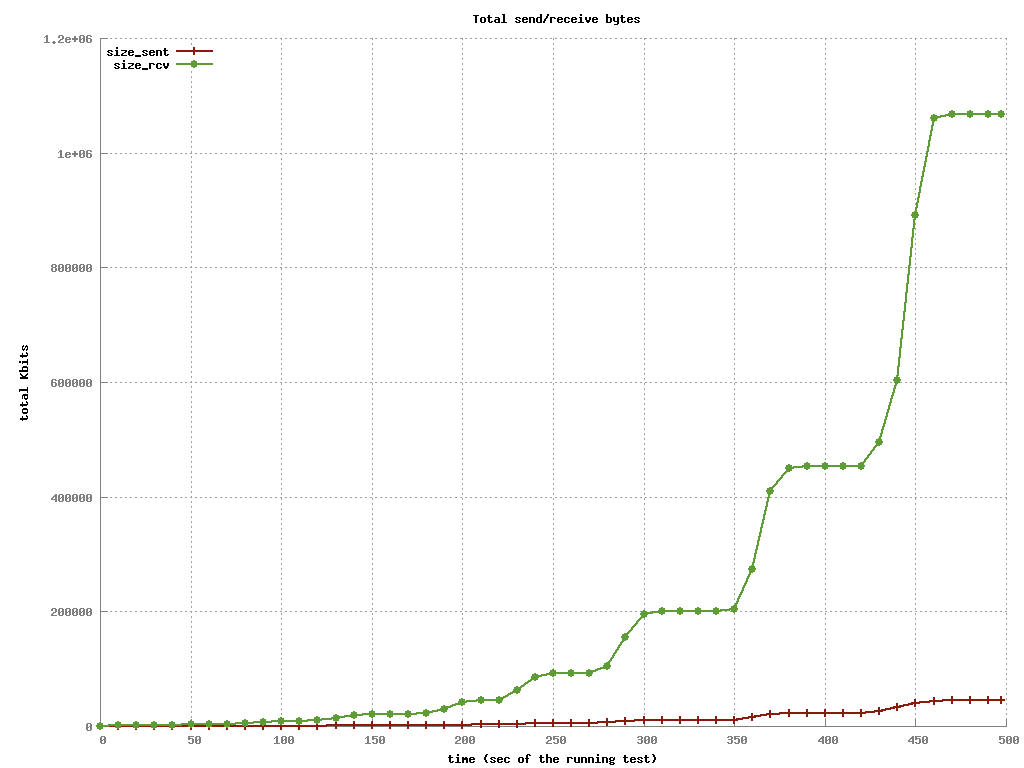 Total send/receive bytes
1.2e+06
size_sent
size_rcv
1e+06
800000
total Kbits
600000
400000
200000
0
0 50 100 150 200 250 300 350 400 450 500
time (sec of the running test)